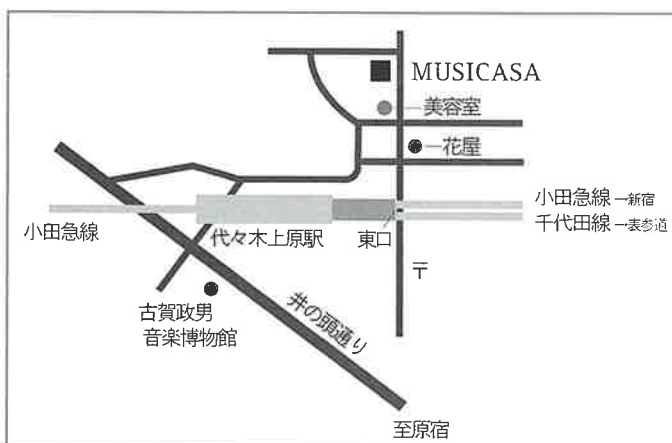 MUSICASA
美容室
花屋
小田急線→新宿
千代田線→表参道
小田急線
代々木上原駅
東口
〒
古賀政男
音楽博物館
井の頭通り
至原宿